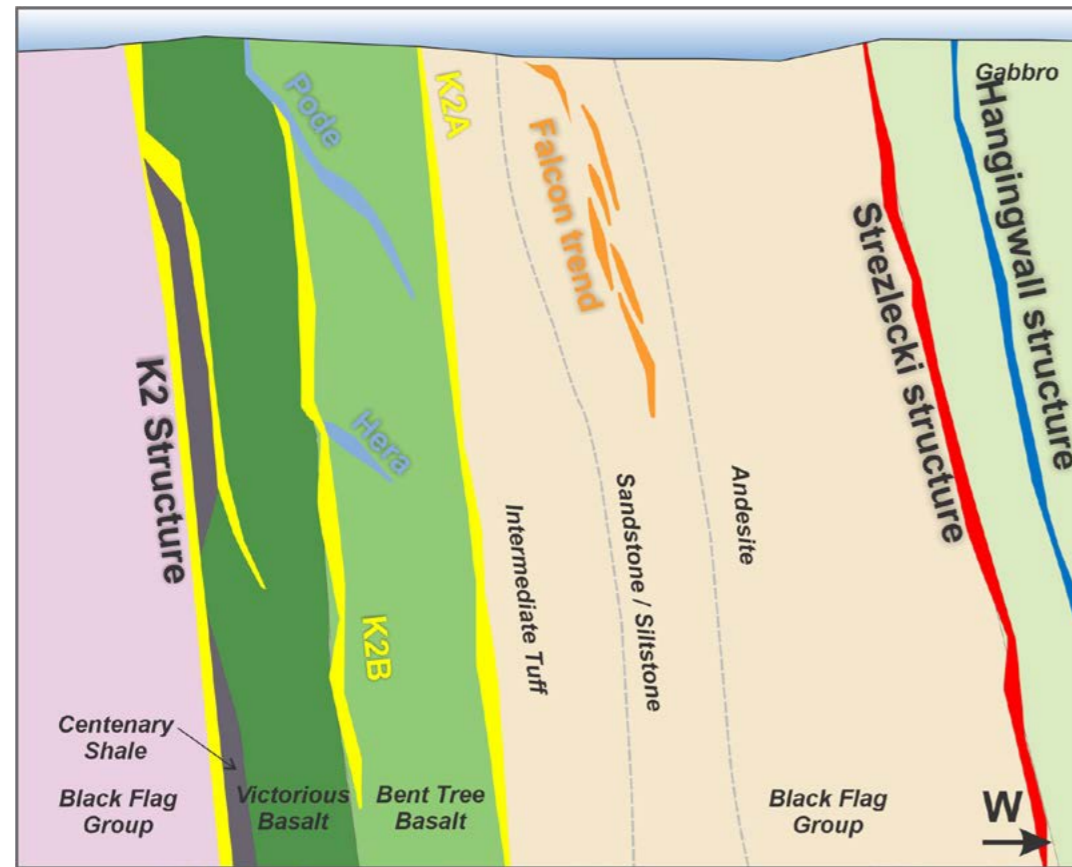 Gabbro
Pode
K2A
Falcon trend
Hangingwall structure
Strezlecki structure
K2 Structure
Hera
Andesite
Sandstone / Siltstone
Intermediate Tuff
K2B
Centenary
Shale
Black Flag
Group
Victorious
Basalt
Bent Tree
Basalt
Black Flag
Group
W